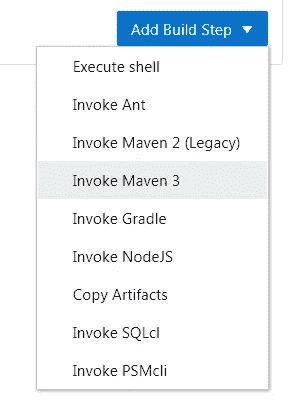 Add Build Step
Execute shell
Invoke Ant
Invoke Maven 2 (Legacy)
Invoke Maven 3
Invoke Gradle
Invoke NodeJS
Copy Artifacts
Invoke SQLcl
Invoke PSMcli